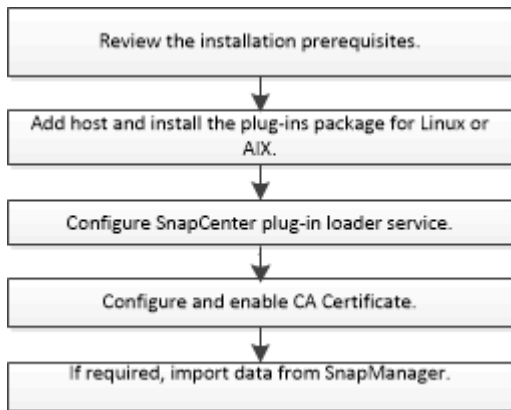 Review the installation prerequisites.
Add host and install the plug-ins package for Linux or
AIX.
Configure SnapCenter plug-in loader service.
Configure and enable CA Certificate.
If required, import data from SnapManager.